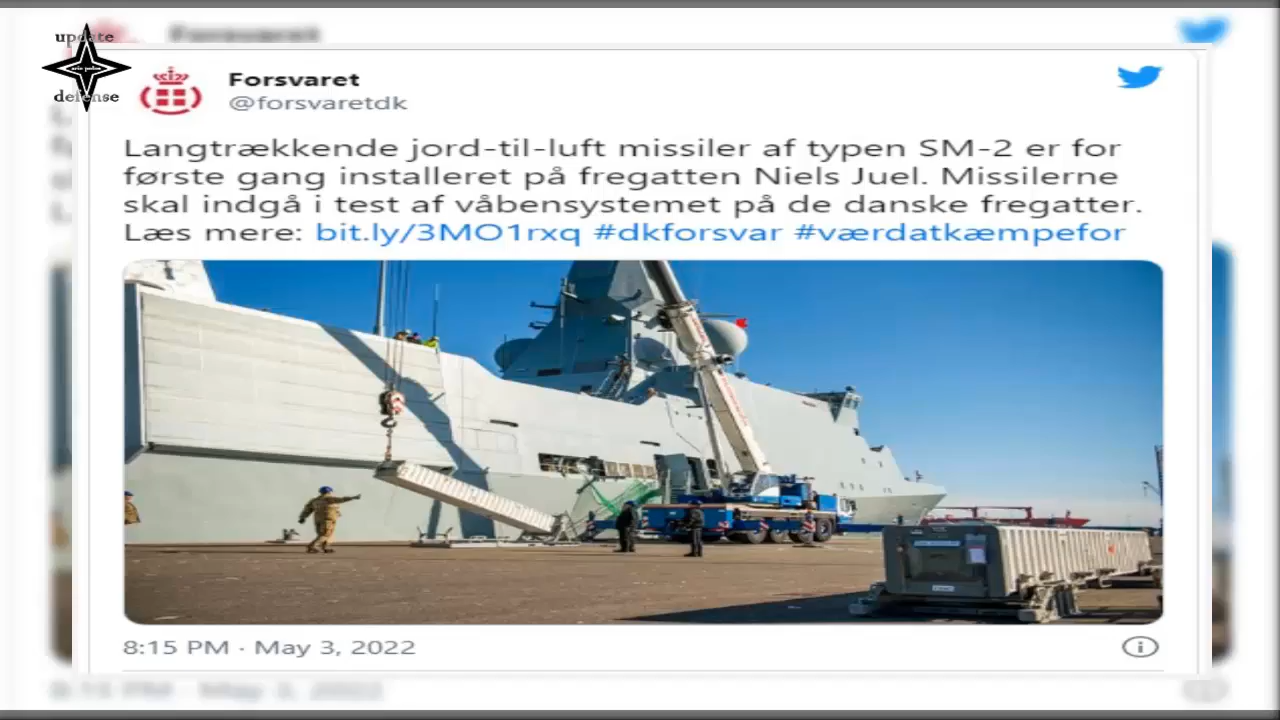 update
defense
Forsvaret
@forsvaretdk
Langtrækkende jord-til-luft missiler af typen SM-2 er for
første gang installeret på fregatten Niels Juel. Missilerne
skal indgå i test af våbensystemet på de danske fregatter.
Læs mere: bit.ly/3MO1rxq #dkforsvar #værdatkæmpefor
8:15 PM · May 3, 2022